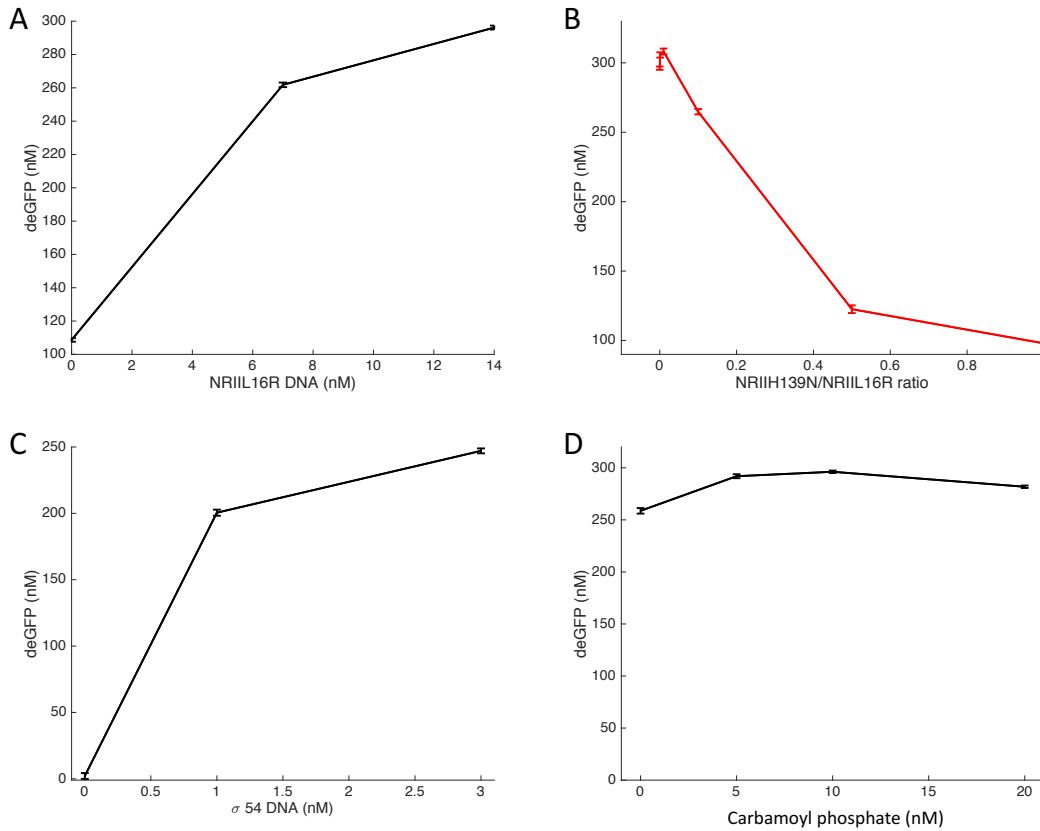 A
300
280
260
240
220
200
180
160
140
120
100
deGFP (nM)
0 2 4 6 8 10 12 14
NRIIL16R DNA (nM)
B
300
250
200
150
100
deGFP (nM)
0 0.2 0.4 0.6 0.8
NRIIH139N/NRIIL16R ratio
C
250
200
150
100
50
0
deGFP (nM)
0 0.5 1 1.5 2 2.5 3
σ 54 DNA (nM)
D
300
250
200
150
100
50
0
deGFP (nM)
0 5 10 15 20
Carbamoyl phosphate (nM)